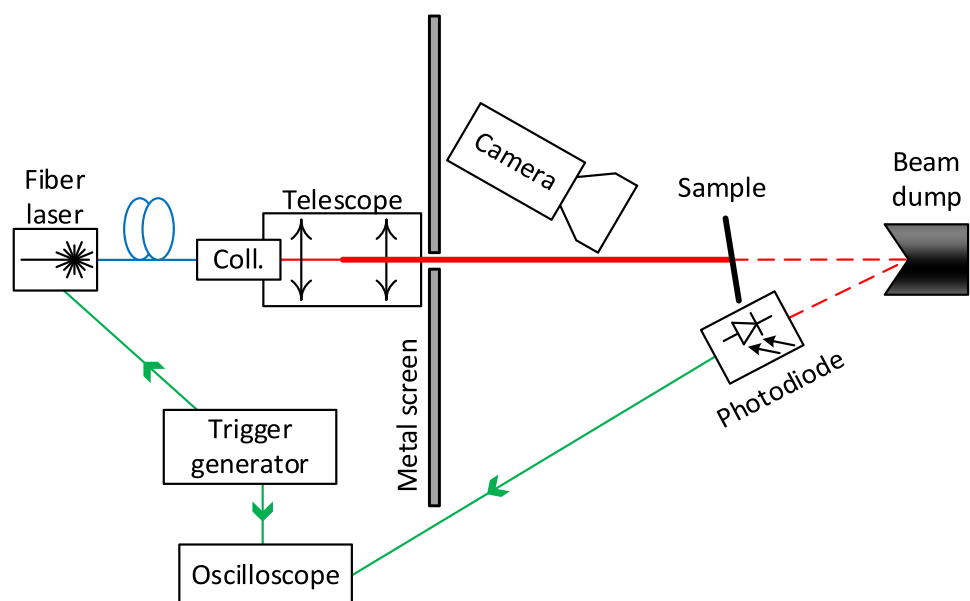 Fiber
laser
Coll.
Telescope
Metal screen
Camera
Sample
Beam
dump
Photodiode
Trigger
generator
Oscilloscope